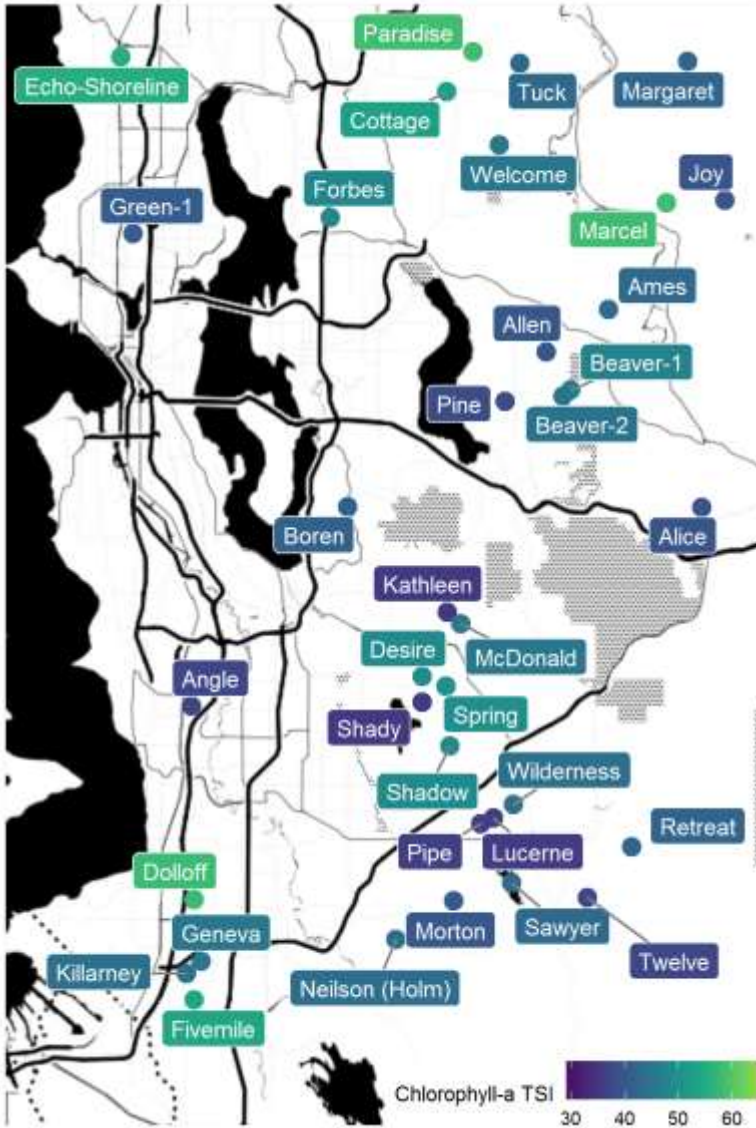 Paradise
Echo-Shoreline
Tuck
Margaret
Cottage
Welcome
Forbes
Joy
Green-1
Marcel
Ames
Allen
Beaver-1
Pine
Beaver-2
Boren
Alice
Kathleen
McDonald
Desire
Angle
Spring
Shady
Wilderness
Shadow
Retreat
Pipe
Lucerne
Dolloff
Geneva
Morton
Sawyer
Killarney
Twelve
Neilson (Holm)
Fivemile
Chlorophyll-a TSI
30 40 50 60